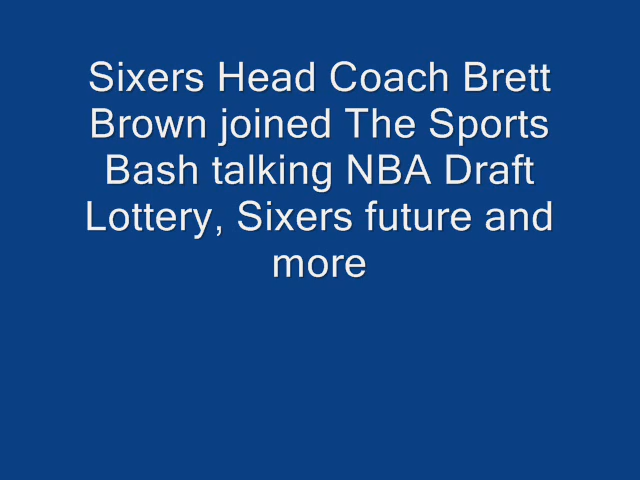 Sixers Head Coach Brett
Brown joined The Sports
Bash talking NBA Draft
Lottery, Sixers future and
more